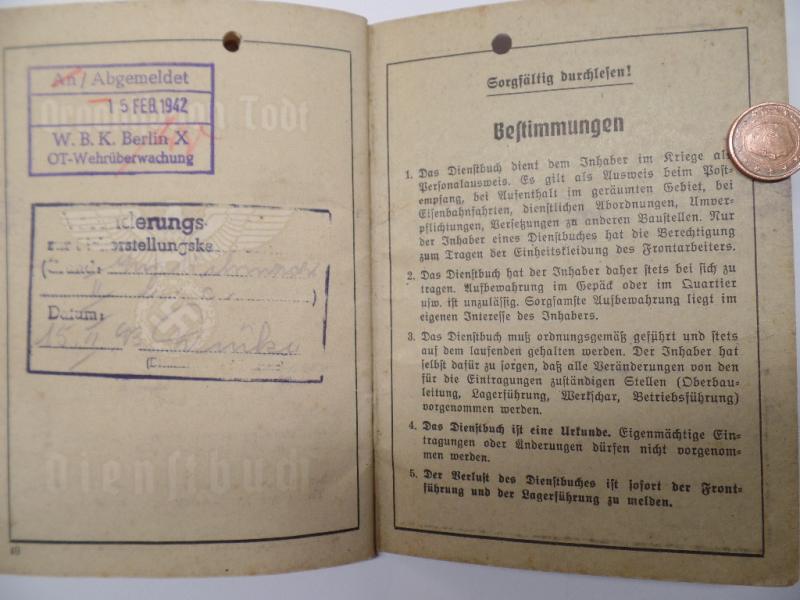 An / Abgemeldet
15 FEB. 1942
W. B. K. Berlin X
OT-Wehrüberwachung
Todt
nderungs-
zur
orstellungske
(Grund:
)
Datum:
Dienstbuch
48
Sorgfältig durchlesen!
Bestimmungen
1. Das Dienstbuch dient dem Inhaber im Kriege als
Personalausweis. Es gilt als Ausweis beim Post-
empfang, bei Aufenthalt im geräumten Gebiet, bei
Eisenbahnfahrten, dienstlichen Abordnungen, Umver-
pflichtungen, Versetzungen zu anderen Baustellen. Nur
der Inhaber eines Dienstbuches hat die Berechtigung
zum Tragen der Einheitskleidung des Frontarbeiters.
2. Das Dienstbuch hat der Inhaber daher stets bei sich zu
tragen. Aufbewahrung im Gepäck oder im Quartier
usw. ist unzulässig. Sorgsamste Aufbewahrung liegt im
eigenen Interesse des Inhabers.
3. Das Dienstbuch muß ordnungsgemäß geführt und stets
auf dem laufenden gehalten werden. Der Inhaber hat
selbst dafür zu sorgen, daß alle Veränderungen von den
für die Eintragungen zuständigen Stellen (Oberbau-
leitung, Lagerführung, Werkschar, Betriebsführung)
vorgenommen werden.
4. Das Dienstbuch ist eine Urkunde. Eigenmächtige Ein-
tragungen oder Änderungen dürfen nicht vorgenom-
men werden.
5. Der Verlust des Dienstbuches ist sofort der Front-
führung und der Lagerführung zu melden.